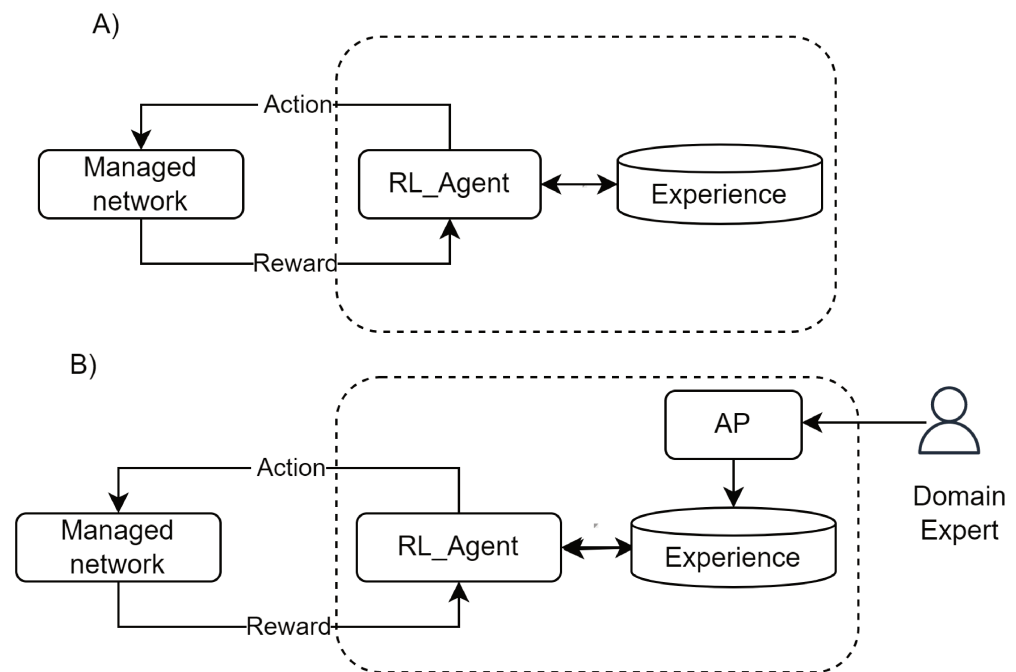 A)
Action
Managed
network
RL_Agent
Experience
Reward
B)
AP
Action
Domain
Expert
Managed
network
RL_Agent
Experience
Reward